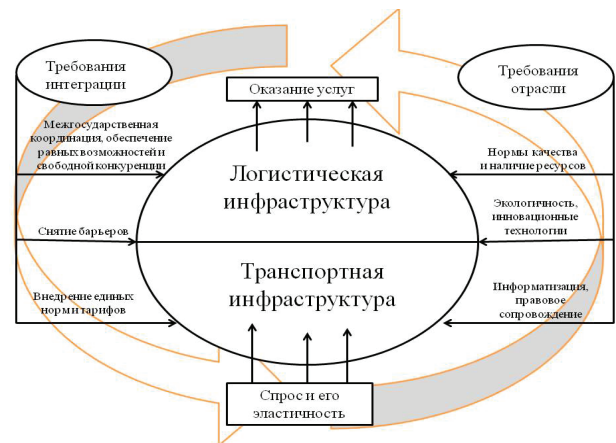 Требования
интеграции
Требования
отрасли
Оказание услуг
Межгосударственная
координация, обеспечение
равных возможностей и
свободной конкуренции
Нормы качества
и наличие ресурсов
Логистическая
инфраструктура
Снятие барьеров
Экологичность,
инновационные
технологии
Транспортная
инфраструктура
Внедрение единых
норм и тарифов
Информатизация,
правовое
сопровождение
Спрос и его
эластичность